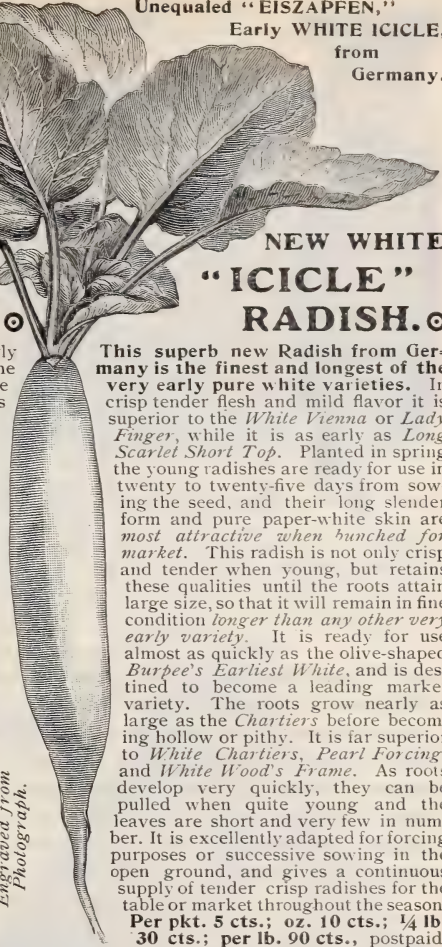 Unequaled “EISZAPFEN,”
Early WHITE ICICLE,
from
Germany.
NEW WHITE
“ICICLE”
RADISH.
This superb new Radish from Ger-
many is the finest and longest of the
very early pure white varieties. In
crisp tender flesh and mild flavor it is
superior to the White Vienna or Lady
Finger, while it is as early as Long
Scarlet Short Top. Planted in spring
the young radishes are ready for use in
twenty to twenty-five days from sow-
ing the seed, and their long slender
form and pure paper-white skin are
most attractive when bunched for
market. This radish is not only crisp
and tender when young, but retains
these qualities until the roots attain
large size, so that it will remain in fine
condition longer than any other very
early variety. It is ready for use
almost as quickly as the olive-shaped
Burpee's Earliest White, and is des-
tined to become a leading market
variety. The roots grow nearly as
large as the Chartiers before becom-
ing hollow or pithy. It is far superior
to White Chartiers, Pearl Forcing
and White Wood's Frame. As roots
develop very quickly, they can be
pulled when quite young and the
leaves are short and very few in num-
ber. It is excellently adapted for forcing
purposes or successive sowing in the
open ground, and gives a continuous
supply of tender crisp radishes for the
table or market throughout the season.
Per pkt. 5 cts.; oz. 10 cts.; ¼ lb.
30 cts.; per lb. 90 cts., postpaid.
Engraved from
Photograph.